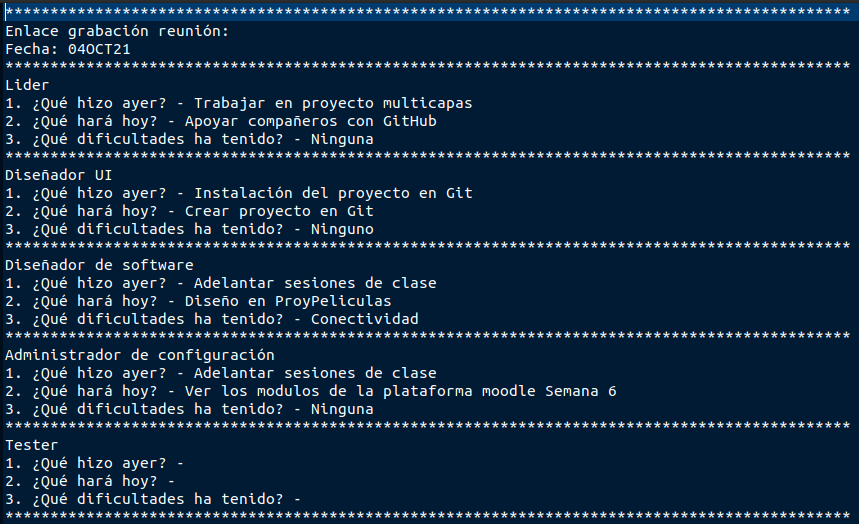 **********************************************************************************************
Enlace grabación reunión:
Fecha: 04OCT21
**********************************************************************************************
Lider
1. ¿Qué hizo ayer? - Trabajar en proyecto multicapas
2. ¿Qué hará hoy? - Apoyar compañeros con GitHub
3. ¿Qué dificultades ha tenido? - Ninguna
**********************************************************************************************
Diseñador UI
1. ¿Qué hizo ayer? - Instalación del proyecto en Git
2. ¿Qué hará hoy? - Crear proyecto en Git
3. ¿Qué dificultades ha tenido? - Ninguno
**********************************************************************************************
Diseñador de software
1. ¿Qué hizo ayer? - Adelantar sesiones de clase
2. ¿Qué hará hoy? - Diseño en ProyPeliculas
3. ¿Qué dificultades ha tenido? - Conectividad
**********************************************************************************************
Administrador de configuración
1. ¿Qué hizo ayer? - Adelantar sesiones de clase
2. ¿Qué hará hoy? - Ver los modulos de la plataforma moodle Semana 6
3. ¿Qué dificultades ha tenido? - Ninguna
**********************************************************************************************
Tester
1. ¿Qué hizo ayer? -
2. ¿Qué hará hoy? -
3. ¿Qué dificultades ha tenido? -
**********************************************************************************************